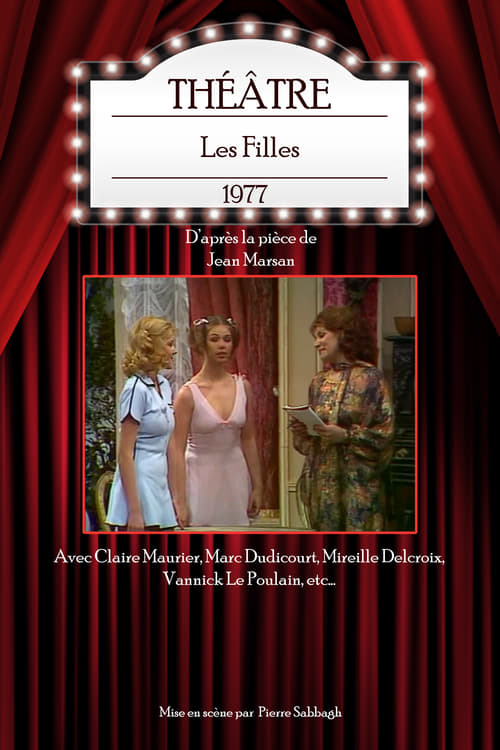 THÉÂTRE
Les Filles
1977
D'après la pièce de
Jean Marsan
Avec Claire Maurier, Marc Dudicourt, Mireille Delcroix,
Vannick Le Poulain, etc...
Mise en scène par Pierre Sabbagh